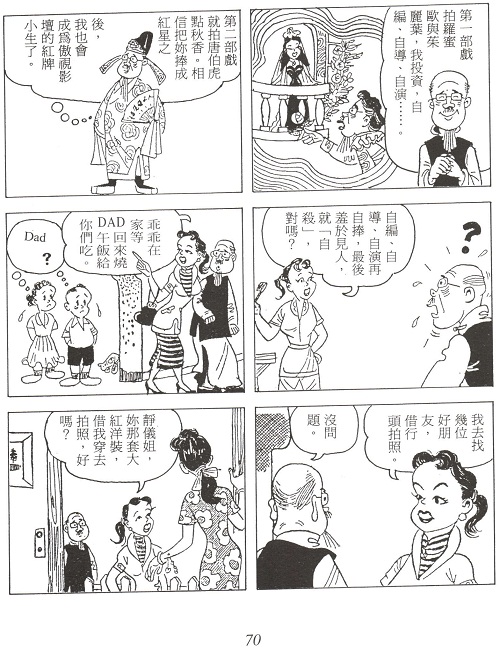 第一部戲
拍羅蜜
歐與茱
麗葉，我投資，自
編、自導、自演……。
第二部戲
就拍唐伯虎
點秋香。相
信把妳捧成
紅星之
後，
我也會
成為傲視影
壇的紅牌
小生了。
自編、自
導、自演再
自捧，最後
羞於見人，
就「自
殺」，
對嗎？
？
乖乖在
家等
DAD回來燒
午飯給
你們吃。
Dad
？
我去找
幾位
好朋
友，
借行
頭拍照。
沒問
題。
靜儀姐，
妳那套大
紅洋裝，
借我穿去
拍照，好
嗎？
70